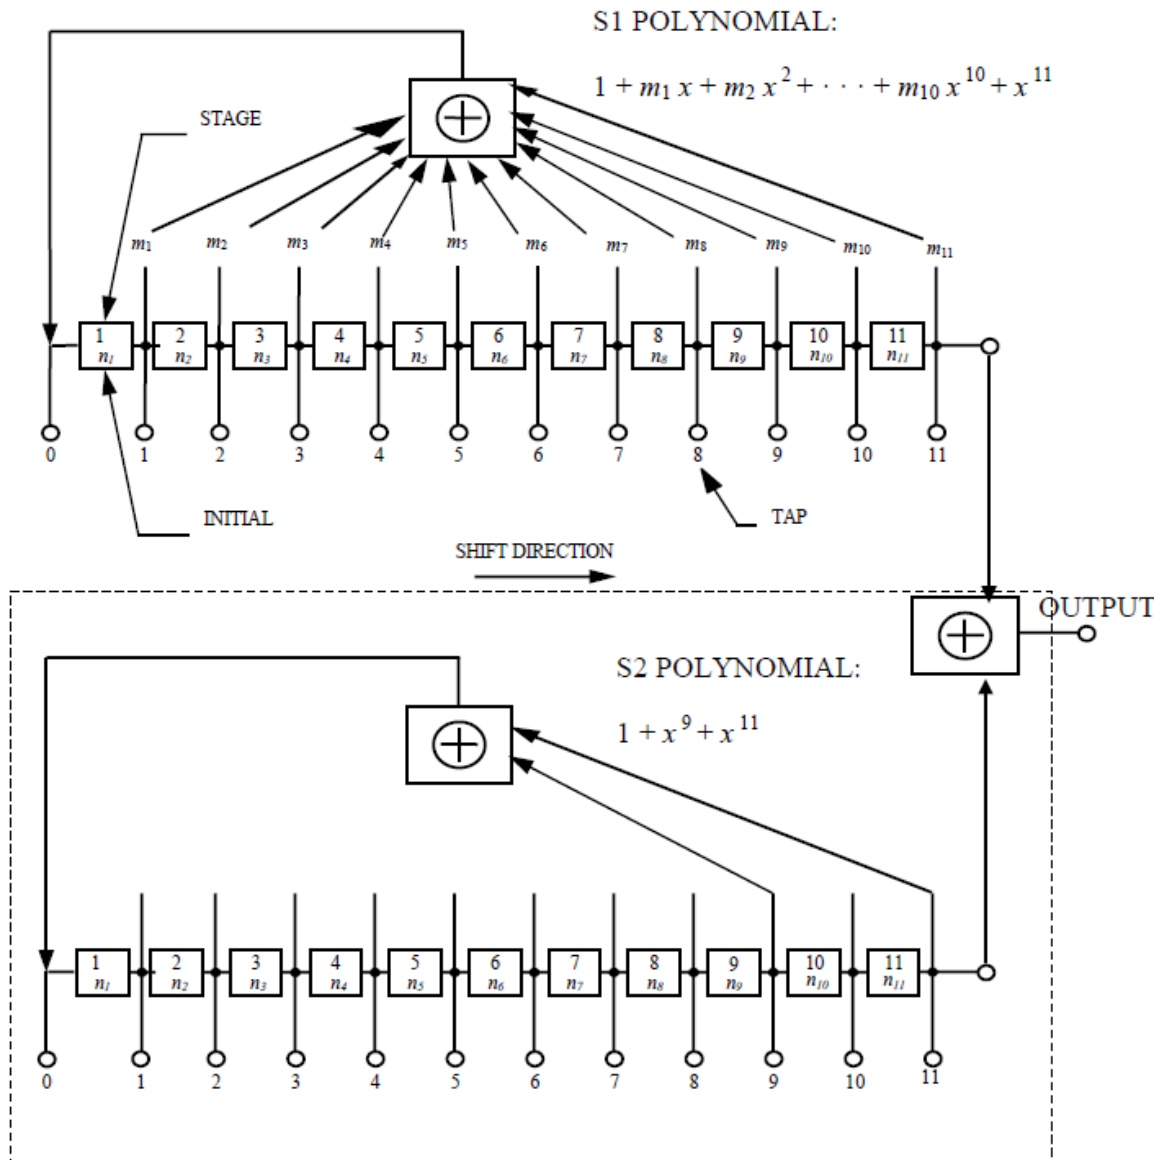 S1 POLYNOMIAL:
1 + m₁ x + m₂ x² + · · · + m₁₀ x¹⁰ + x¹¹
STAGE
m₁ m₂ m₃ m₄ m₅ m₆ m₇ m₈ m₉ m₁₀ m₁₁
1 2 3 4 5 6 7 8 9 10 11
n₁ n₂ n₃ n₄ n₅ n₆ n₇ n₈ n₉ n₁₀ n₁₁
0 1 2 3 4 5 6 7 8 9 10 11
INITIAL
TAP
SHIFT DIRECTION
OUTPUT
S2 POLYNOMIAL:
1 + x⁹ + x¹¹
1 2 3 4 5 6 7 8 9 10 11
n₁ n₂ n₃ n₄ n₅ n₆ n₇ n₈ n₉ n₁₀ n₁₁
0 1 2 3 4 5 6 7 8 9 10 11